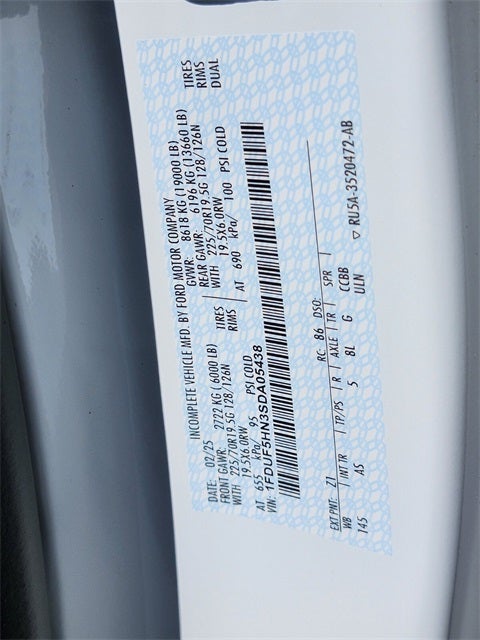 INCOMPLETE VEHICLE MFD. BY FORD MOTOR COMPANY
DATE: 02/25 GVWR: 8618 KG (19000 LB)
FRONT GAWR: 2722 KG (6000 LB) REAR GAWR: 6196 KG (13660 LB)
WITH 225/70R19.5G 128/126N TIRES WITH 225/70R19.5G 128/126N TIRES
19.5X6.0RW RIMS 19.5X6.0RW RIMS
AT 655 kPa/ 95 PSI COLD AT 690 kPa/ 100 PSI COLD DUAL
VIN: 1FDUF5HN3SDA05438
EXT PNT: Z1 RC: 86 DSO:
WB INT TR TP/PS R AXLE TR SPR
145 AS 5 8L G CCBB
ULN
▽ RU5A-3520472-AB